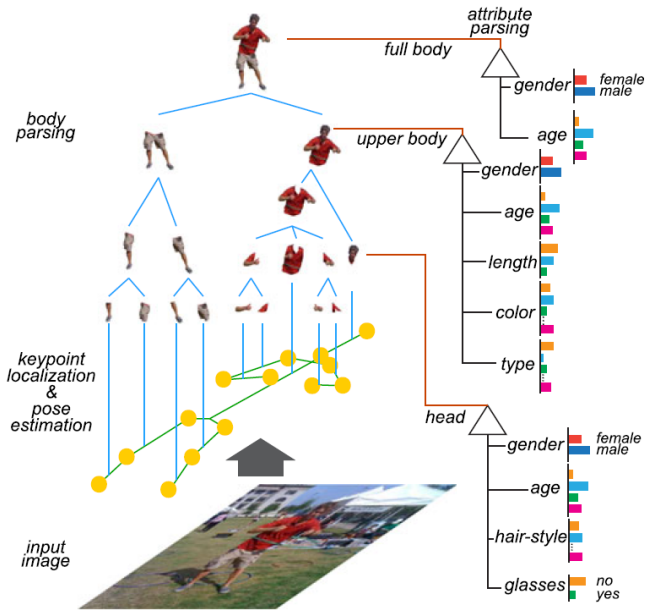 attribute
parsing
full body
gender
female
male
age
body
parsing
upper body
gender
age
length
color
type
keypoint
localization
&
pose
estimation
head
gender
female
male
age
hair-style
glasses
no
yes
input
image